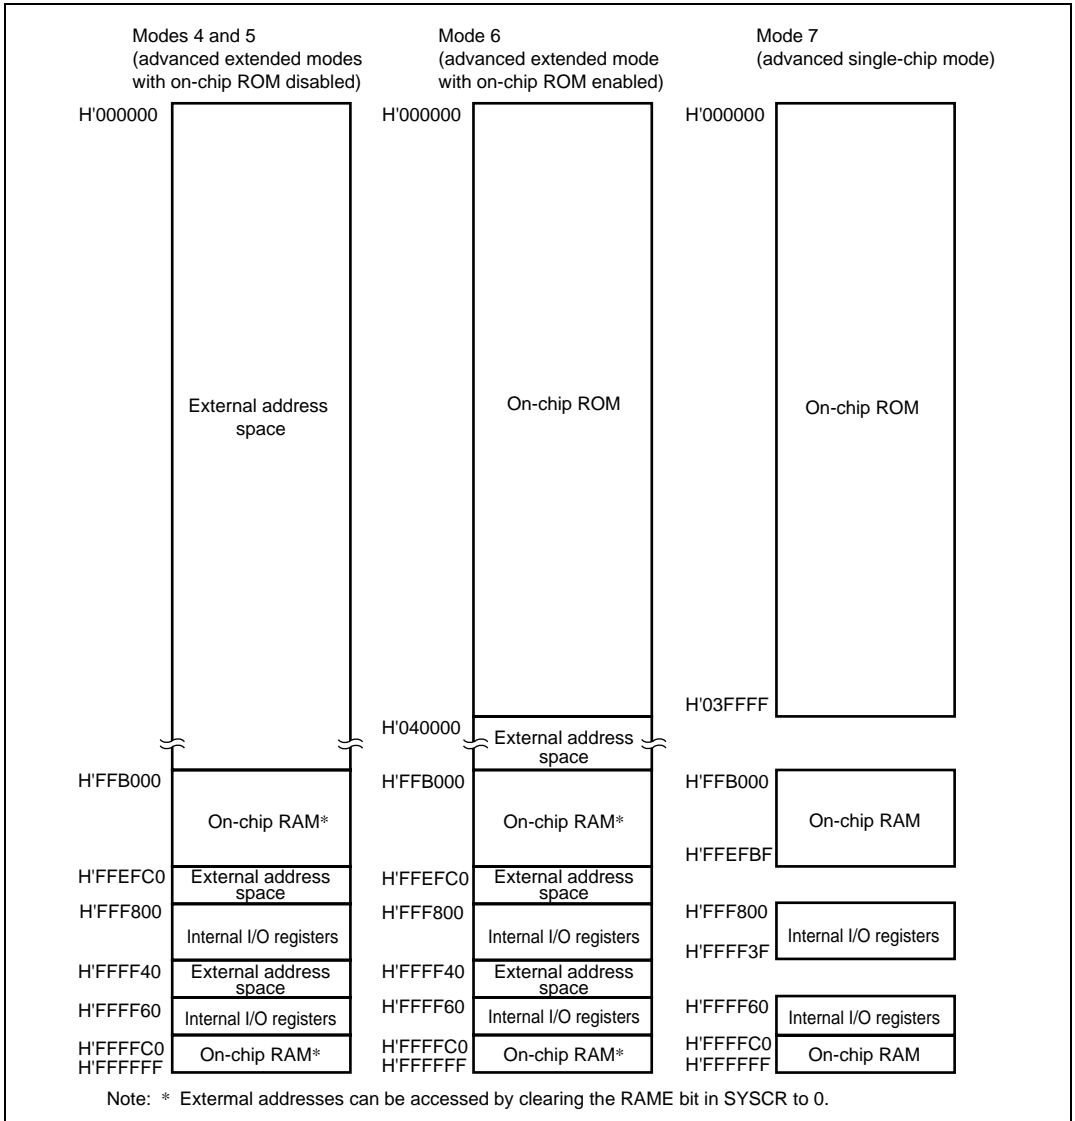 Modes 4 and 5
(advanced extended modes
with on-chip ROM disabled)
H'000000
External address
space
H'FFB000
On-chip RAM*
H'FFEFC0
External address
space
H'FFF800
Internal I/O registers
H'FFFF40
External address
space
H'FFFF60
Internal I/O registers
H'FFFFC0
On-chip RAM*
H'FFFFFF
Mode 6
(advanced extended mode
with on-chip ROM enabled)
H'000000
On-chip ROM
H'040000
External address
space
H'FFB000
On-chip RAM*
H'FFEFC0
External address
space
H'FFF800
Internal I/O registers
H'FFFF40
External address
space
H'FFFF60
Internal I/O registers
H'FFFFC0
On-chip RAM*
H'FFFFFF
Mode 7
(advanced single-chip mode)
H'000000
On-chip ROM
H'03FFFF
H'FFB000
On-chip RAM
H'FFEFBF
H'FFF800
Internal I/O registers
H'FFFF3F
H'FFFF60
Internal I/O registers
H'FFFFC0
On-chip RAM
H'FFFFFF
Note: * Extermal addresses can be accessed by clearing the RAME bit in SYSCR to 0.